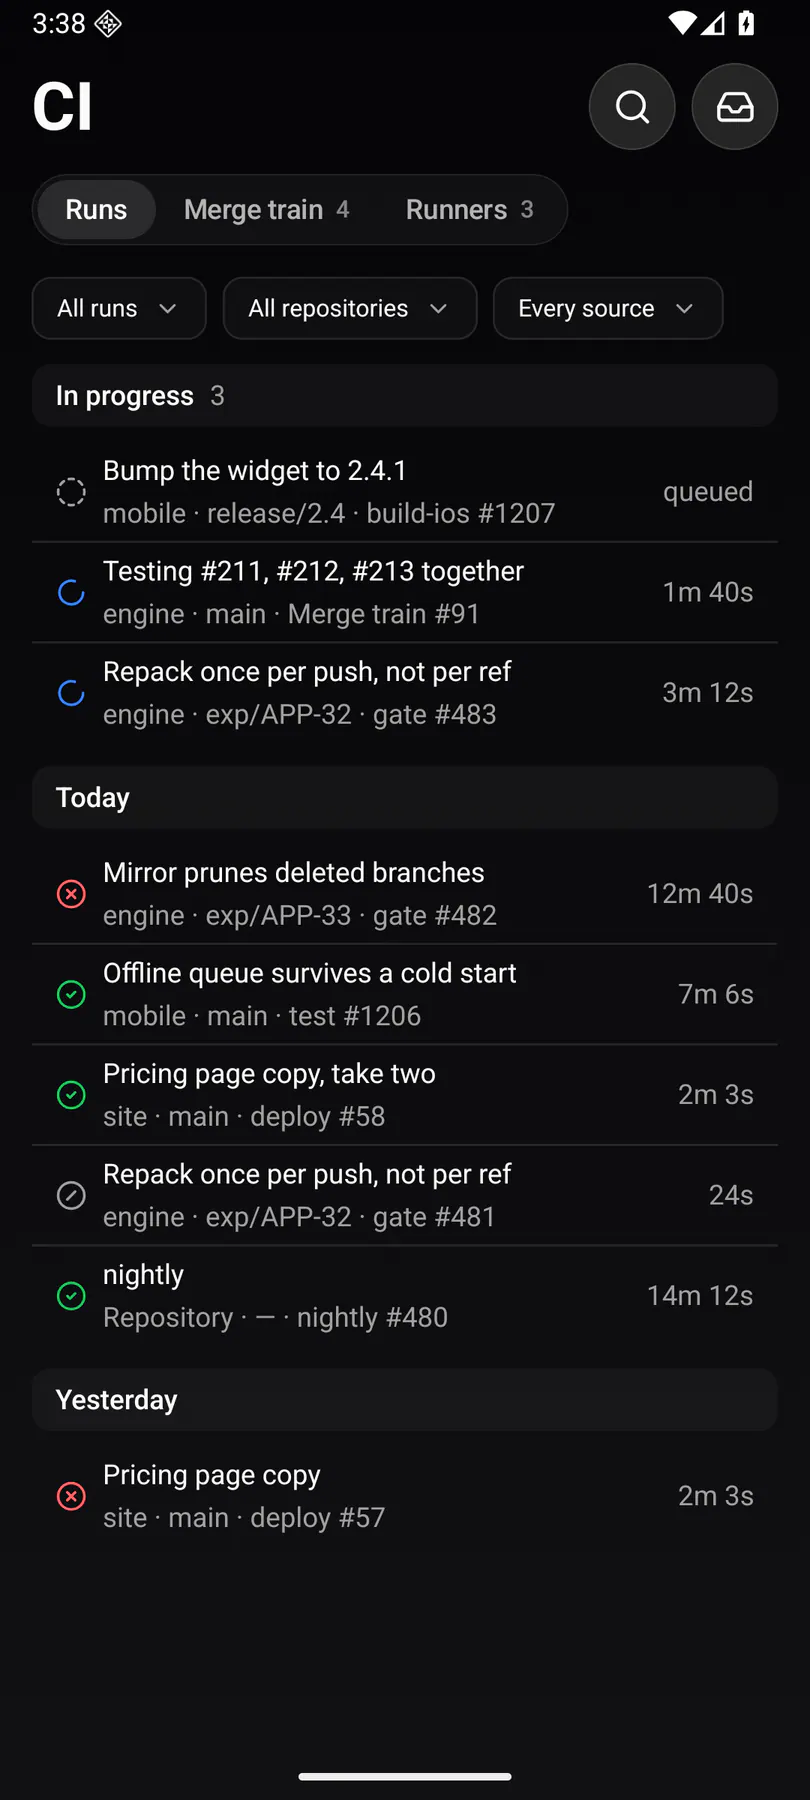 3:38
CI
Runs
Merge train 4
Runners 3
All runs
All repositories
Every source
In progress 3
Bump the widget to 2.4.1
mobile · release/2.4 · build-ios #1207
queued
Testing #211, #212, #213 together
engine · main · Merge train #91
1m 40s
Repack once per push, not per ref
engine · exp/APP-32 · gate #483
3m 12s
Today
Mirror prunes deleted branches
engine · exp/APP-33 · gate #482
12m 40s
Offline queue survives a cold start
mobile · main · test #1206
7m 6s
Pricing page copy, take two
site · main · deploy #58
2m 3s
Repack once per push, not per ref
engine · exp/APP-32 · gate #481
24s
nightly
Repository · — · nightly #480
14m 12s
Yesterday
Pricing page copy
site · main · deploy #57
2m 3s